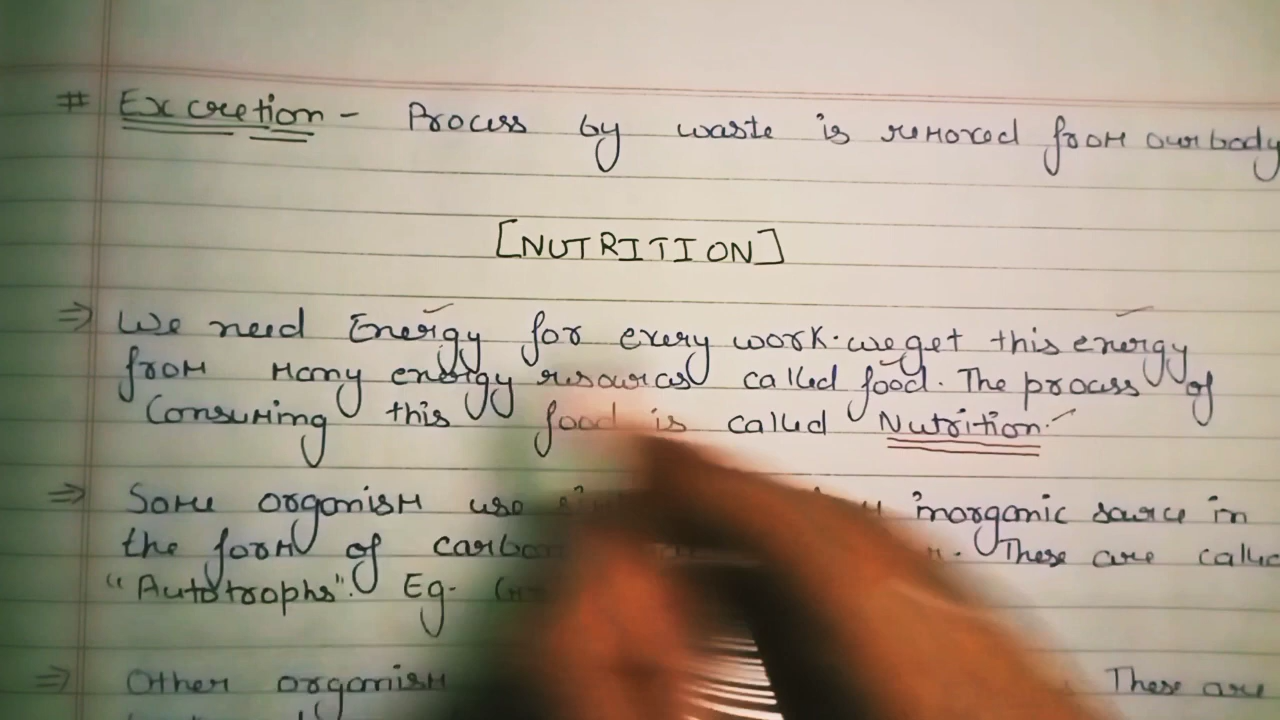 # Excretion - Process by waste is removed from our body
[NUTRITION]
⇒ We need Energy for every work. we get this energy
from many energy resources called food. The process of
Consuming this food is called Nutrition.
⇒ Some organism use inorganic source in
the form of carbon These are called
"Autotrophs". Eg-
⇒ Other organism These are